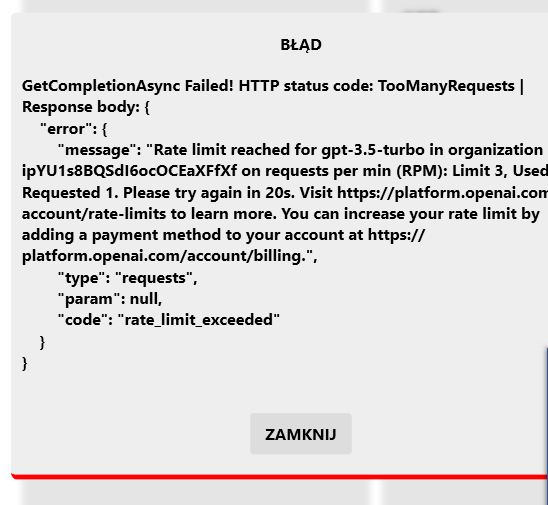 BŁĄD
GetCompletionAsync Failed! HTTP status code: TooManyRequests |
Response body: {
"error": {
"message": "Rate limit reached for gpt-3.5-turbo in organization
ipYU1s8BQSdI6ocOCEaXFfXf on requests per min (RPM): Limit 3, Used
Requested 1. Please try again in 20s. Visit https://platform.openai.com
account/rate-limits to learn more. You can increase your rate limit by
adding a payment method to your account at https://
platform.openai.com/account/billing.",
"type": "requests",
"param": null,
"code": "rate_limit_exceeded"
}
}
ZAMKNIJ